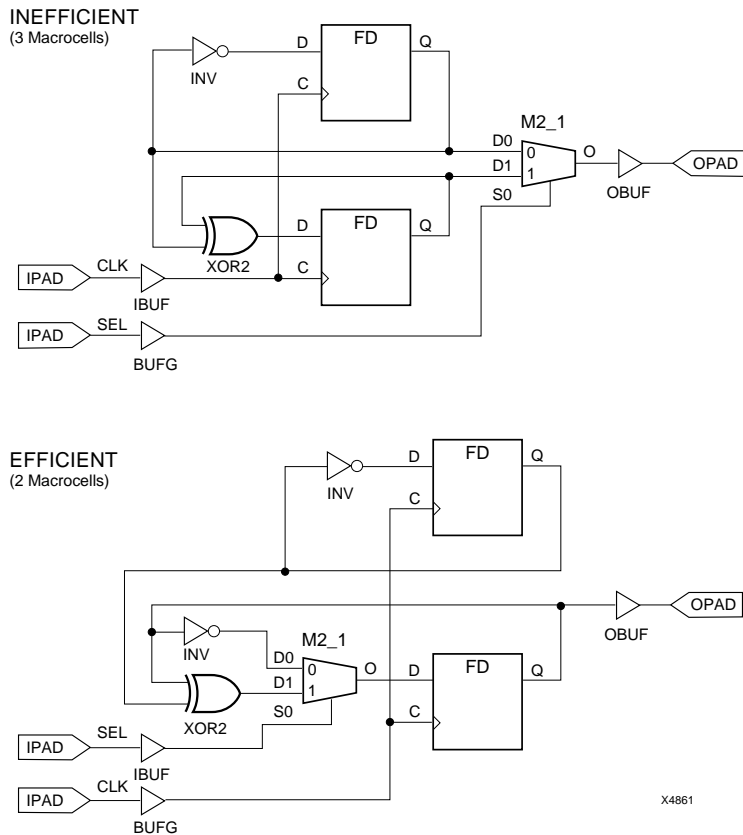 INEFFICIENT
(3 Macrocells)
D FD Q
INV
C
M2_1
D0 0 O
D1 1
S0
OPAD
OBUF
D FD Q
XOR2
C
IPAD CLK
IBUF
IPAD SEL
BUFG
EFFICIENT
(2 Macrocells)
D FD Q
INV
C
OPAD
OBUF
INV
M2_1
D0 0 O
D1 1
S0
D FD Q
C
XOR2
IPAD SEL
IBUF
IPAD CLK
BUFG
X4861